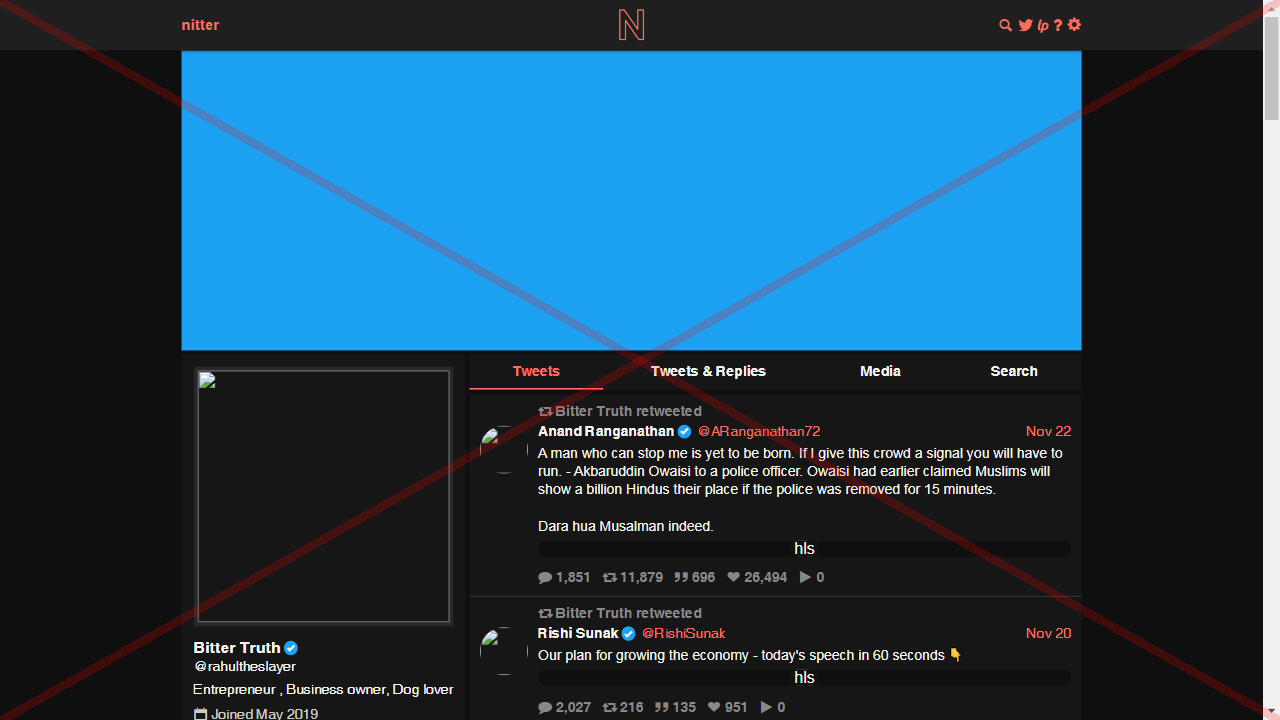 nitter
N
lp ?
Tweets Tweets & Replies Media Search
Bitter Truth retweeted
Anand Ranganathan @ARanganathan72 Nov 22
A man who can stop me is yet to be born. If I give this crowd a signal you will have to
run. - Akbaruddin Owaisi to a police officer. Owaisi had earlier claimed Muslims will
show a billion Hindus their place if the police was removed for 15 minutes.
Dara hua Musalman indeed.
hls
1,851 11,879 696 26,494 0
Bitter Truth retweeted
Rishi Sunak @RishiSunak Nov 20
Our plan for growing the economy - today's speech in 60 seconds 👇
hls
2,027 216 135 951 0
Bitter Truth
@rahultheslayer
Entrepreneur , Business owner, Dog lover
Joined May 2019